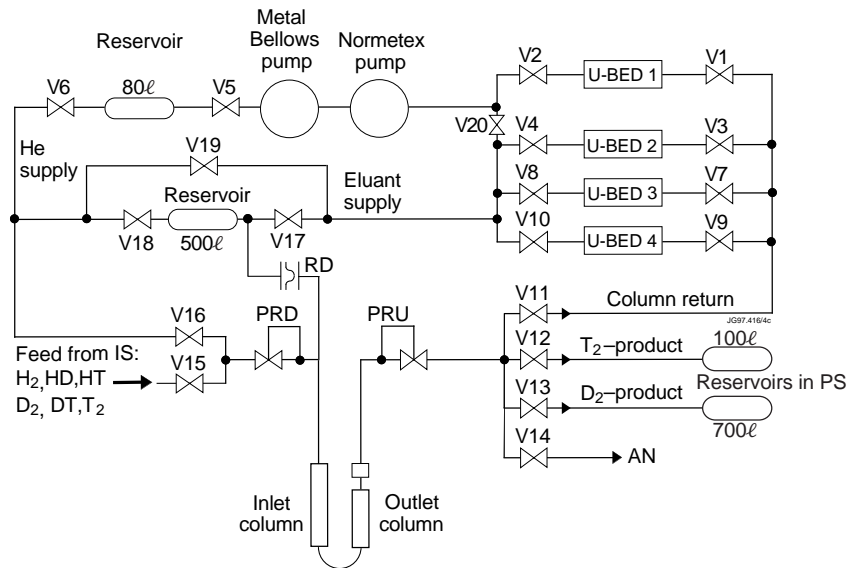 Reservoir
Metal
Bellows
pump
Normetex
pump
V6
80ℓ
V5
V2
U-BED 1
V1
V20
V4
U-BED 2
V3
He
supply
V19
Reservoir
Eluant
supply
V8
U-BED 3
V7
V18
500ℓ
V17
V10
U-BED 4
V9
RD
V16
PRD
PRU
V11
Column return
JG97.416/4c
Feed from IS:
H2,HD,HT
D2, DT,T2
V15
V12
T2–product
100ℓ
Reservoirs in PS
V13
D2–product
700ℓ
V14
AN
Inlet
column
Outlet
column